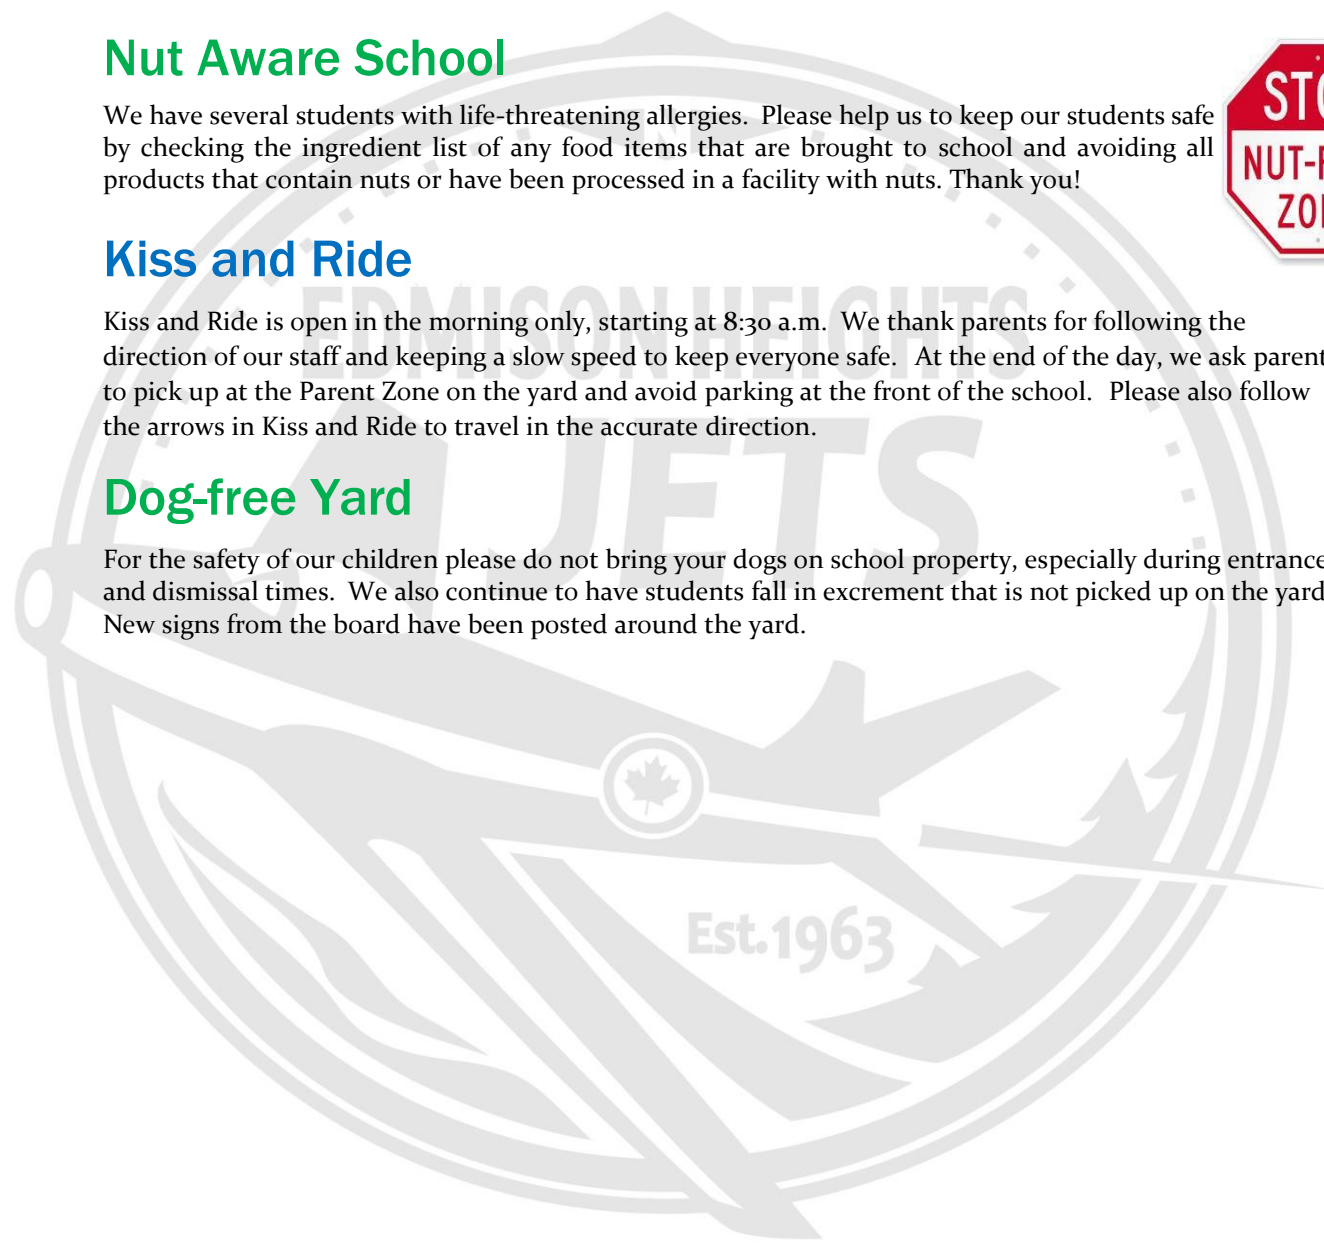 Nut Aware School
We have several students with life-threatening allergies. Please help us to keep our students safe
by checking the ingredient list of any food items that are brought to school and avoiding all
products that contain nuts or have been processed in a facility with nuts. Thank you!
STO
NUT-F
ZO
Kiss and Ride
EDMISON HEIGHTS
Kiss and Ride is open in the morning only, starting at 8:30 a.m. We thank parents for following the
direction of our staff and keeping a slow speed to keep everyone safe. At the end of the day, we ask parent
to pick up at the Parent Zone on the yard and avoid parking at the front of the school. Please also follow
the arrows in Kiss and Ride to travel in the accurate direction.
JETS
Dog-free Yard
For the safety of our children please do not bring your dogs on school property, especially during entrance
and dismissal times. We also continue to have students fall in excrement that is not picked up on the yard
New signs from the board have been posted around the yard.
Est.1963